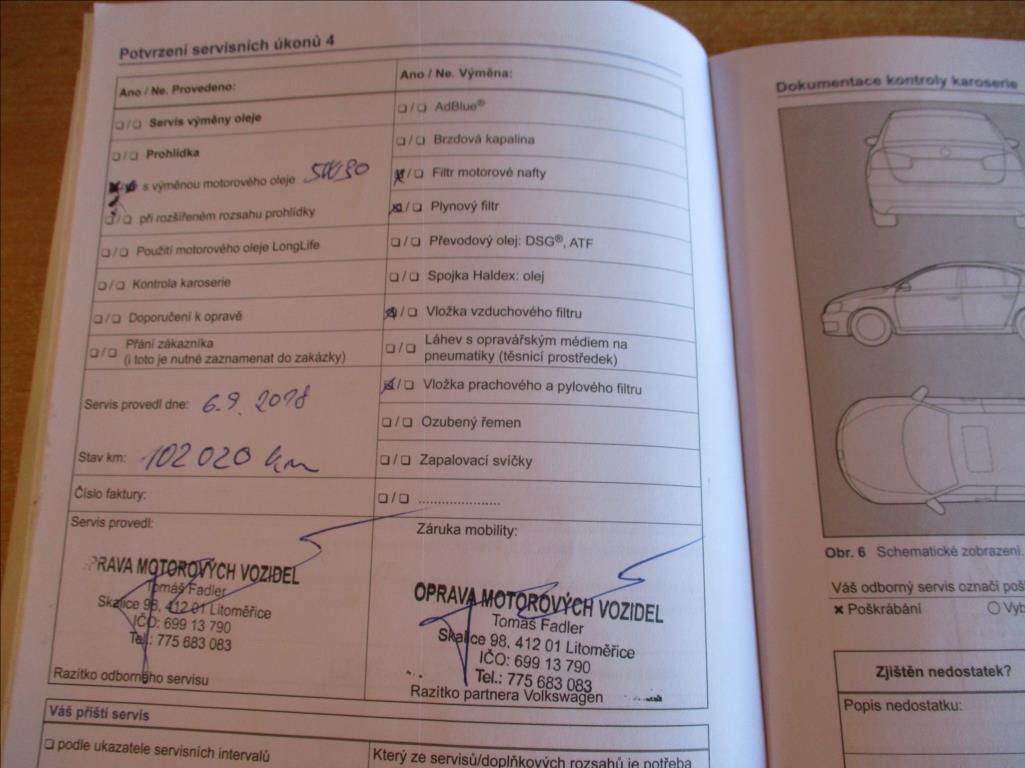 Potvrzení servisních úkonů 4
Ano / Ne. Provedeno:
❑ / ❑ Servis výměny oleje
❑ / ❑ Prohlídka
s výměnou motorového oleje 5W30
❑ / ❑ při rozšířeném rozsahu prohlídky
❑ / ❑ Použití motorového oleje LongLife
❑ / ❑ Kontrola karoserie
❑ / ❑ Doporučení k opravě
❑ / ❑ Přání zákazníka
(i toto je nutné zaznamenat do zakázky)
Servis provedl dne: 6.9. 2018
Stav km: 102 020 km
Číslo faktury:
Servis provedl:
OPRAVA MOTOROVÝCH VOZIDEL
Tomáš Fadler
Skalice 98, 412 01 Litoměřice
IČO: 699 13 790
Tel.: 775 683 083
Razítko odborného servisu
Ano / Ne. Výměna:
❑ / ❑ AdBlue®
❑ / ❑ Brzdová kapalina
☒ / ❑ Filtr motorové nafty
☒ / ❑ Plynový filtr
❑ / ❑ Převodový olej: DSG®, ATF
❑ / ❑ Spojka Haldex: olej
☒ / ❑ Vložka vzduchového filtru
❑ / ❑ Láhev s opravářským médiem na
pneumatiky (těsnicí prostředek)
☒ / ❑ Vložka prachového a pylového filtru
❑ / ❑ Ozubený řemen
❑ / ❑ Zapalovací svíčky
❑ / ❑ .....................
Záruka mobility:
OPRAVA MOTOROVÝCH VOZIDEL
Tomáš Fadler
Skalice 98, 412 01 Litoměřice
IČO: 699 13 790
Tel.: 775 683 083
Razítko partnera Volkswagen
Váš příští servis
❑ podle ukazatele servisních intervalů
Který ze servisů/doplňkových rozsahů je potřeba
Dokumentace kontroly karoserie
Obr. 6 Schematické zobrazení.
Váš odborný servis označí
✖ Poškrábání
Zjištěn nedostatek?
Popis nedostatku: